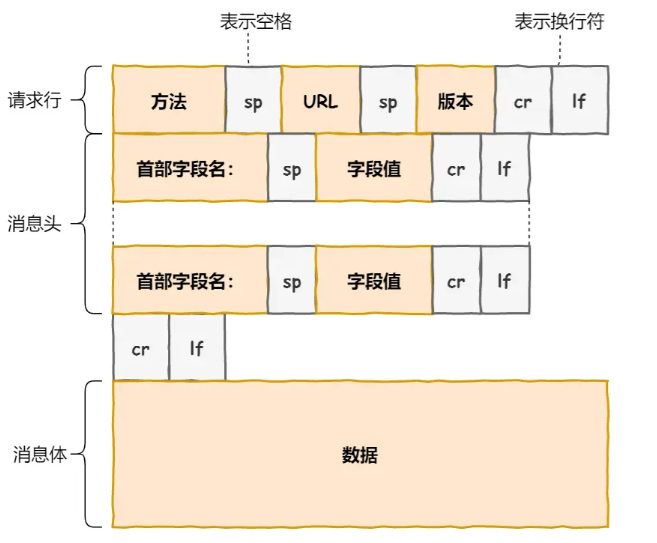 表示空格 表示换行符
请求行 方法 sp URL sp 版本 cr lf
首部字段名： sp 字段值 cr lf
消息头
首部字段名： sp 字段值 cr lf
cr lf
消息体 数据